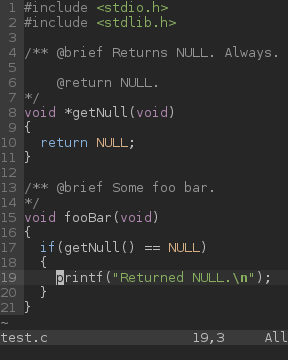 1 #include <stdio.h>
2 #include <stdlib.h>
3
4 /** @brief Returns NULL. Always.
5
6     @return NULL.
7 */
8 void *getNull(void)
9 {
10   return NULL;
11 }
12
13 /** @brief Some foo bar.
14 */
15 void fooBar(void)
16 {
17   if(getNull() == NULL)
18   {
19     printf("Returned NULL.\n");
20   }
21 }
~
test.c 19,3 All